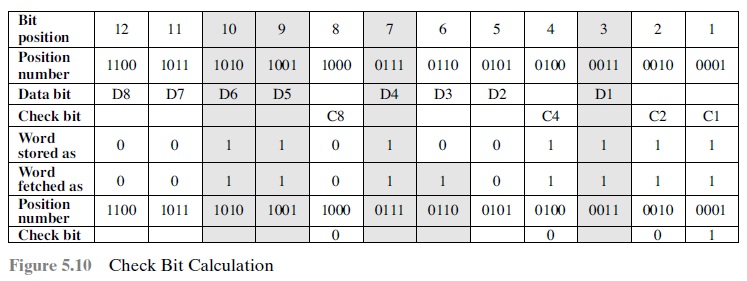 Bit position 12 11 10 9 8 7 6 5 4 3 2 1
Position number 1100 1011 1010 1001 1000 0111 0110 0101 0100 0011 0010 0001
Data bit D8 D7 D6 D5 D4 D3 D2 D1
Check bit C8 C4 C2 C1
Word stored as 0 0 1 1 0 1 0 0 1 1 1 1
Word fetched as 0 0 1 1 0 1 1 0 1 1 1 1
Position number 1100 1011 1010 1001 1000 0111 0110 0101 0100 0011 0010 0001
Check bit 0 0 0 1
Figure 5.10 Check Bit Calculation